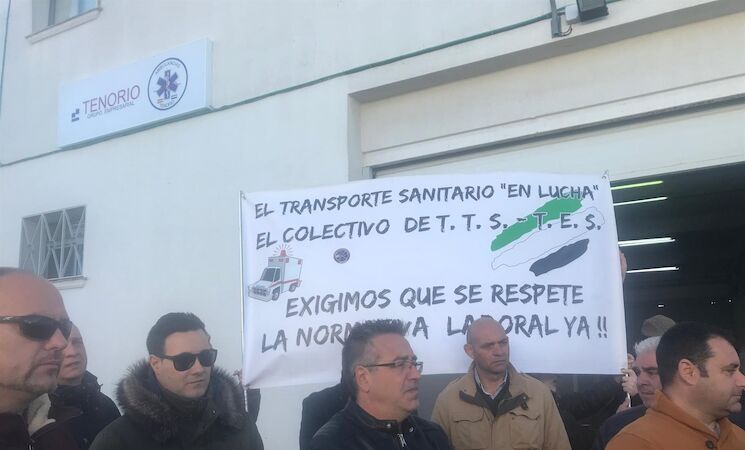 TENORIO
GRUPO EMPRESARIAL
EL TRANSPORTE SANITARIO "EN LUCHA"
EL COLECTIVO DE T. T. S. - T. E. S.
EXIGIMOS QUE SE RESPETE
LA NORMATIVA LABORAL YA !!